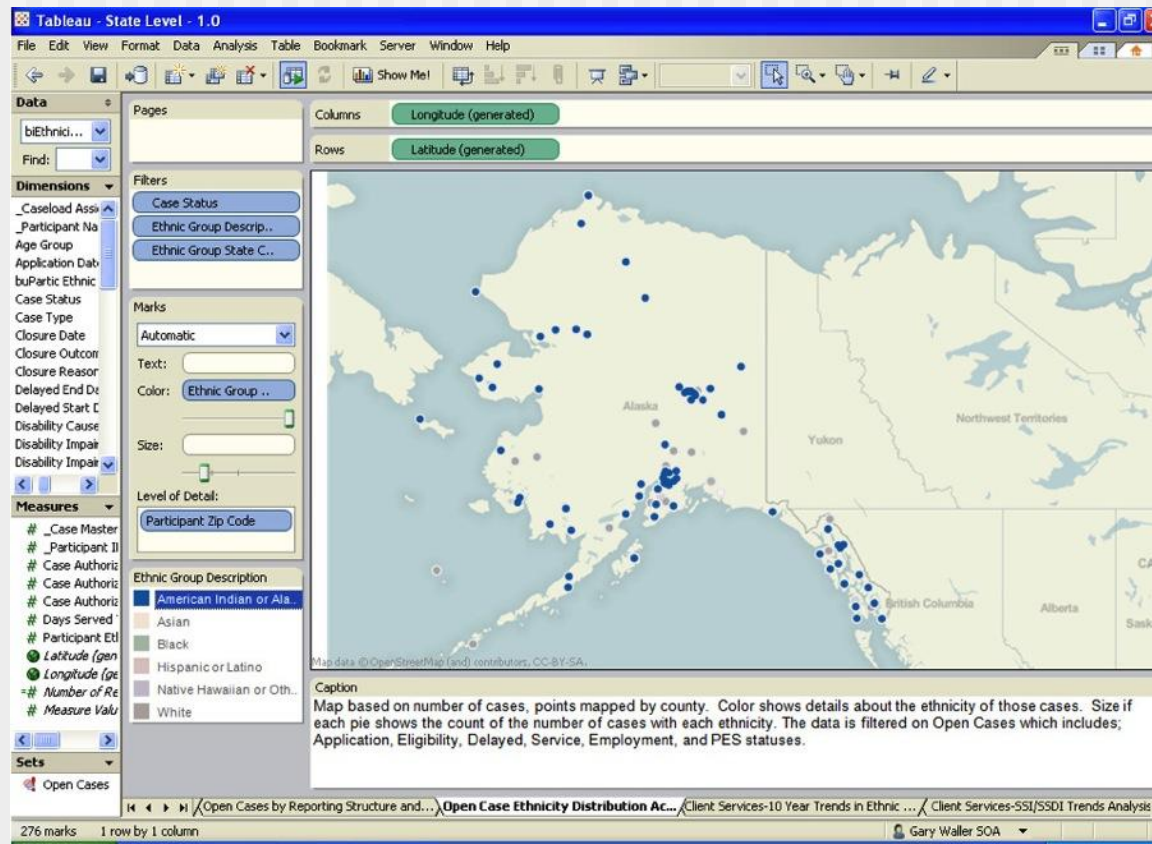 Tableau - State Level - 1.0
File Edit View Format Data Analysis Table Bookmark Server Window Help
Show Me!
Data
biEthnici...
Find:
Dimensions
_Caseload Assi
_Participant Na
Age Group
Application Dat
buPartic Ethnic
Case Status
Case Type
Closure Date
Closure Outcom
Closure Reason
Delayed End Da
Delayed Start D
Disability Cause
Disability Impair
Disability Impair
Measures
# _Case Master
# _Participant I
# Case Authoriz
# Case Authoriz
# Case Authoriz
# Days Served
# Participant Et
Latitude (gen
Longitude (ge
=# Number of Re
# Measure Valu
Sets
Open Cases
Pages
Filters
Case Status
Ethnic Group Descrip..
Ethnic Group State C..
Marks
Automatic
Text:
Color: Ethnic Group ..
Size:
Level of Detail:
Participant Zip Code
Ethnic Group Description
American Indian or Ala..
Asian
Black
Hispanic or Latino
Native Hawaiian or Oth..
White
Columns Longitude (generated)
Rows Latitude (generated)
Alaska
Yukon
Northwest Territories
British Columbia
Alberta
Sask
CA
Map data © OpenStreetMap (and) contributors, CC-BY-SA.
Caption
Map based on number of cases, points mapped by county. Color shows details about the ethnicity of those cases. Size if
each pie shows the count of the number of cases with each ethnicity. The data is filtered on Open Cases which includes;
Application, Eligibility, Delayed, Service, Employment, and PES statuses.
Open Cases by Reporting Structure and... Open Case Ethnicity Distribution Ac... Client Services-10 Year Trends in Ethnic ... Client Services-SSI/SSDI Trends Analysis
276 marks 1 row by 1 column Gary Waller SOA